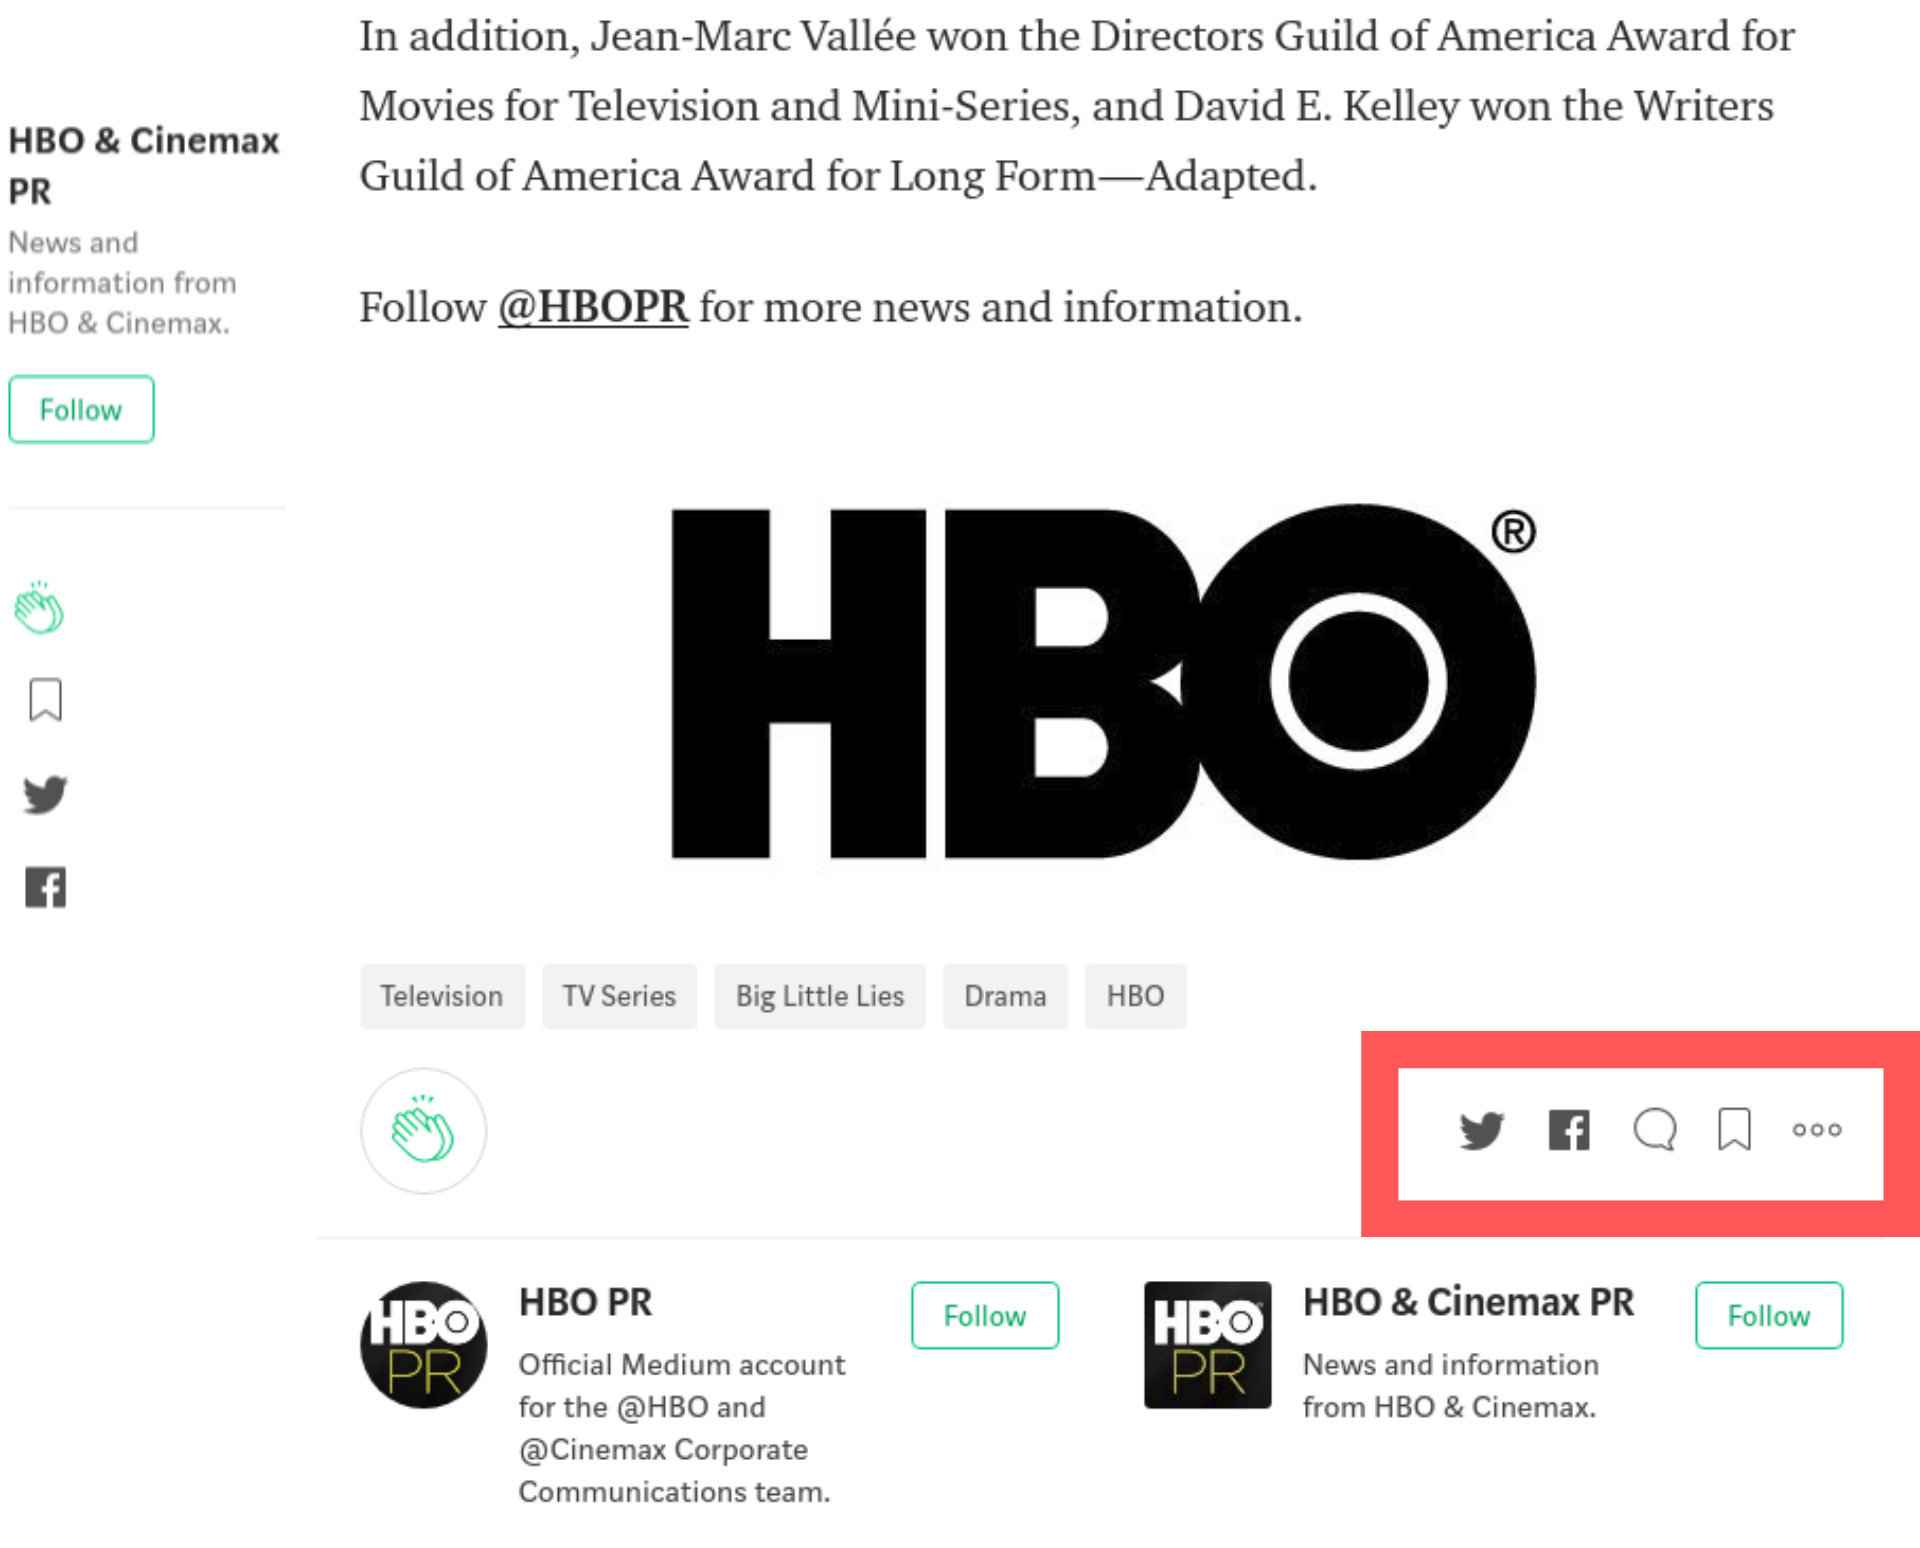 In addition, Jean-Marc Vallée won the Directors Guild of America Award for
Movies for Television and Mini-Series, and David E. Kelley won the Writers
Guild of America Award for Long Form—Adapted.
Follow @HBOPR for more news and information.
HBO & Cinemax
PR
News and
information from
HBO & Cinemax.
Follow
HBO®
Television
TV Series
Big Little Lies
Drama
HBO
HBO
PR
HBO PR
Official Medium account
for the @HBO and
@Cinemax Corporate
Communications team.
Follow
HBO
PR
HBO & Cinemax PR
News and information
from HBO & Cinemax.
Follow